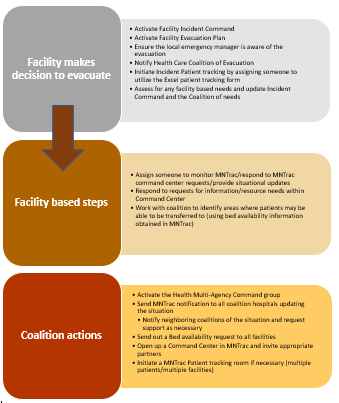 Facility makes
decision to evacuate
• Activate Facility Incident Command
• Activate Facility Evacuation Plan
• Ensure the local emergency manager is aware of the
evacuation
• Notify Health Care Coalition of Evacuation
• Initiate Incident Patient tracking by assigning someone to
utilize the Excel patient tracking form
• Assess for any facility based needs and update Incident
Command and the Coalition of needs
Facility based steps
• Assign someone to monitor MNTrac/respond to MNTrac
command center requests/provide situational updates
• Respond to requests for information/resource needs within
Command Center
• Work with coalition to identify areas where patients may be
able to be transferred to (using bed availability information
obtained in MNTrac)
Coalition actions
• Activate the Health Multi-Agency Command group
• Send MNTrac notification to all coalition hospitals updating
the situation
• Notify neighboring coalitions of the situation and request
support as necessary
• Send out a Bed availability request to all facilities
• Open up a Command Center in MNTrac and invite appropriate
partners
• Initiate a MNTrac Patient tracking room if necessary (multiple
patients/multiple facilities)
.